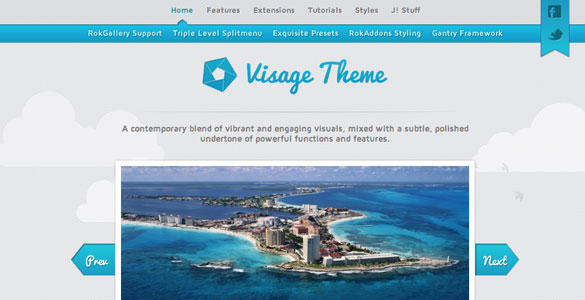 Home Features Extensions Tutorials Styles J! Stuff
RokGallery Support Triple Level Splitmenu Exquisite Presets RokAddons Styling Gantry Framework
Visage Theme
A contemporary blend of vibrant and engaging visuals, mixed with a subtle, polished
undertone of powerful functions and features.
Prev Next